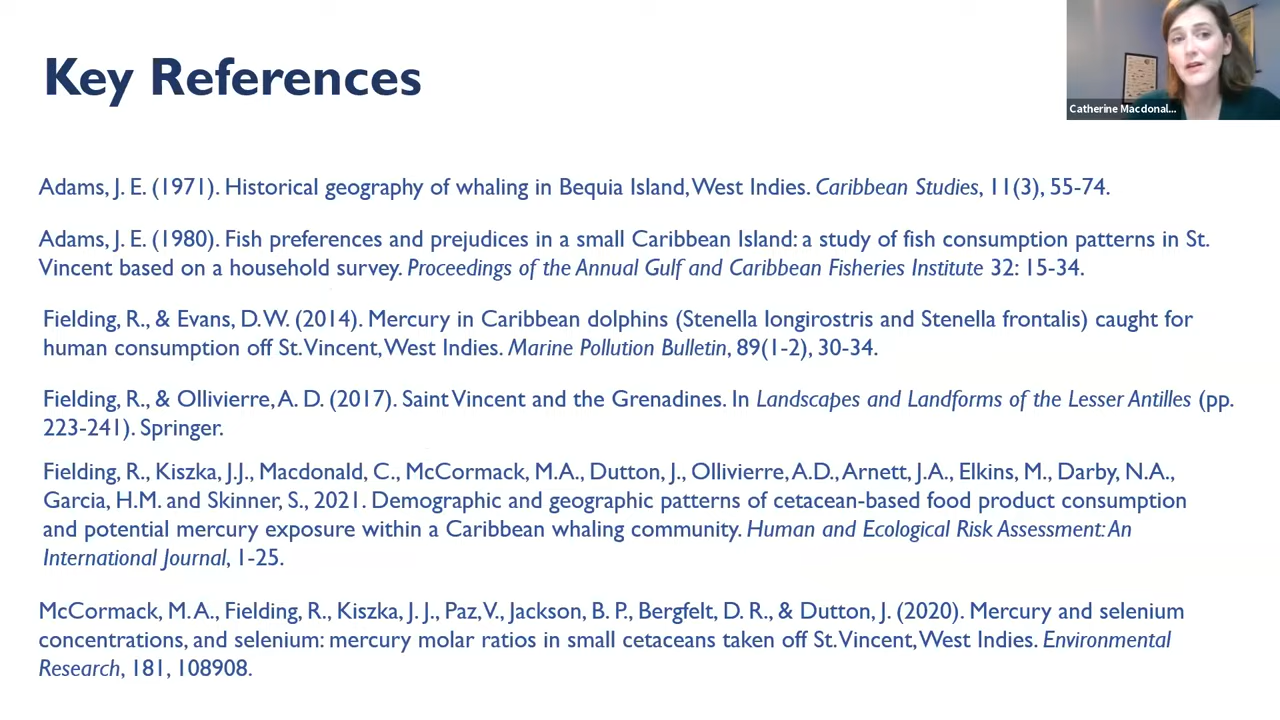 Key References
Catherine Macdonal...
Adams, J. E. (1971). Historical geography of whaling in Bequia Island, West Indies. Caribbean Studies, 11(3), 55-74.
Adams, J. E. (1980). Fish preferences and prejudices in a small Caribbean Island: a study of fish consumption patterns in St.
Vincent based on a household survey. Proceedings of the Annual Gulf and Caribbean Fisheries Institute 32: 15-34.
Fielding, R., & Evans, D. W. (2014). Mercury in Caribbean dolphins (Stenella longirostris and Stenella frontalis) caught for
human consumption off St. Vincent, West Indies. Marine Pollution Bulletin, 89(1-2), 30-34.
Fielding, R., & Ollivierre, A. D. (2017). Saint Vincent and the Grenadines. In Landscapes and Landforms of the Lesser Antilles (pp.
223-241). Springer.
Fielding, R., Kiszka, J.J., Macdonald, C., McCormack, M.A., Dutton, J., Ollivierre, A.D., Arnett, J.A., Elkins, M., Darby, N.A.,
Garcia, H.M. and Skinner, S., 2021. Demographic and geographic patterns of cetacean-based food product consumption
and potential mercury exposure within a Caribbean whaling community. Human and Ecological Risk Assessment: An
International Journal, 1-25.
McCormack, M. A., Fielding, R., Kiszka, J. J., Paz, V., Jackson, B. P., Bergfelt, D. R., & Dutton, J. (2020). Mercury and selenium
concentrations, and selenium: mercury molar ratios in small cetaceans taken off St. Vincent, West Indies. Environmental
Research, 181, 108908.